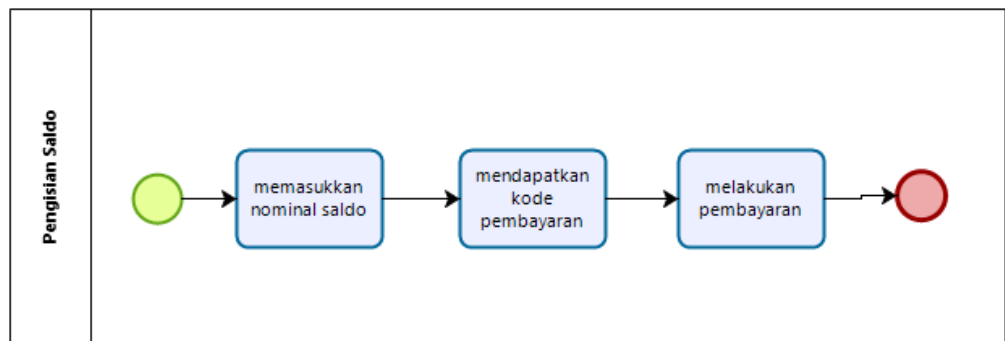 Pengisian Saldo
memasukkan
nominal saldo
mendapatkan
kode
pembayaran
melakukan
pembayaran